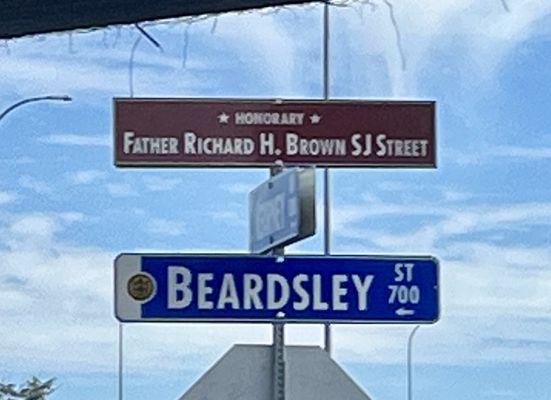 ★ HONORARY ★
FATHER RICHARD H. BROWN SJ STREET
BEARDSLEY ST
700
←